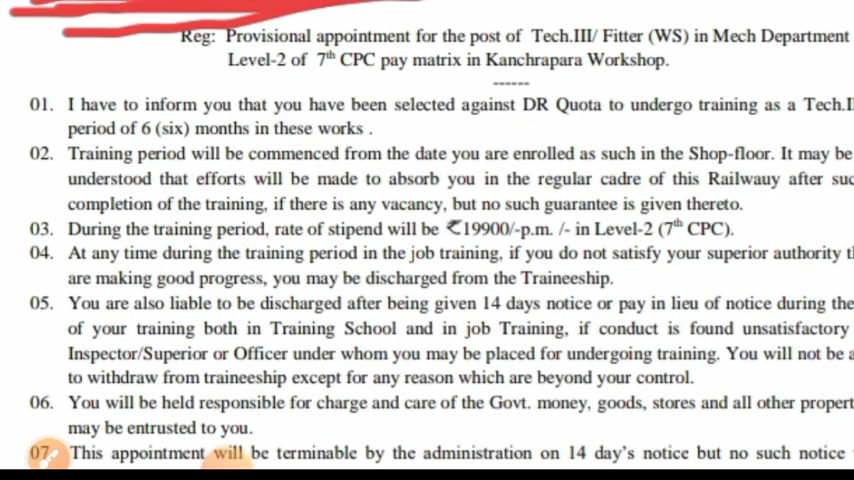 Reg: Provisional appointment for the post of Tech.III/ Fitter (WS) in Mech Department
Level-2 of 7th CPC pay matrix in Kanchrapara Workshop.
------
01. I have to inform you that you have been selected against DR Quota to undergo training as a
period of 6 (six) months in these works .
02. Training period will be commenced from the date you are enrolled as such in the Shop-floor. It may be
understood that efforts will be made to absorb you in the regular cadre of this Railwauy after
completion of the training, if there is any vacancy, but no such guarantee is given thereto.
03. During the training period, rate of stipend will be ₹19900/-p.m. /- in Level-2 (7th CPC).
04. At any time during the training period in the job training, if you do not satisfy your superior authority
are making good progress, you may be discharged from the Traineeship.
05. You are also liable to be discharged after being given 14 days notice or pay in lieu of notice during the
of your training both in Training School and in job Training, if conduct is found unsatisfactory
Inspector/Superior or Officer under whom you may be placed for undergoing training. You will not be
to withdraw from traineeship except for any reason which are beyond your control.
06. You will be held responsible for charge and care of the Govt. money, goods, stores and all other
may be entrusted to you.
07. This appointment will be terminable by the administration on 14 day's notice but no such notice